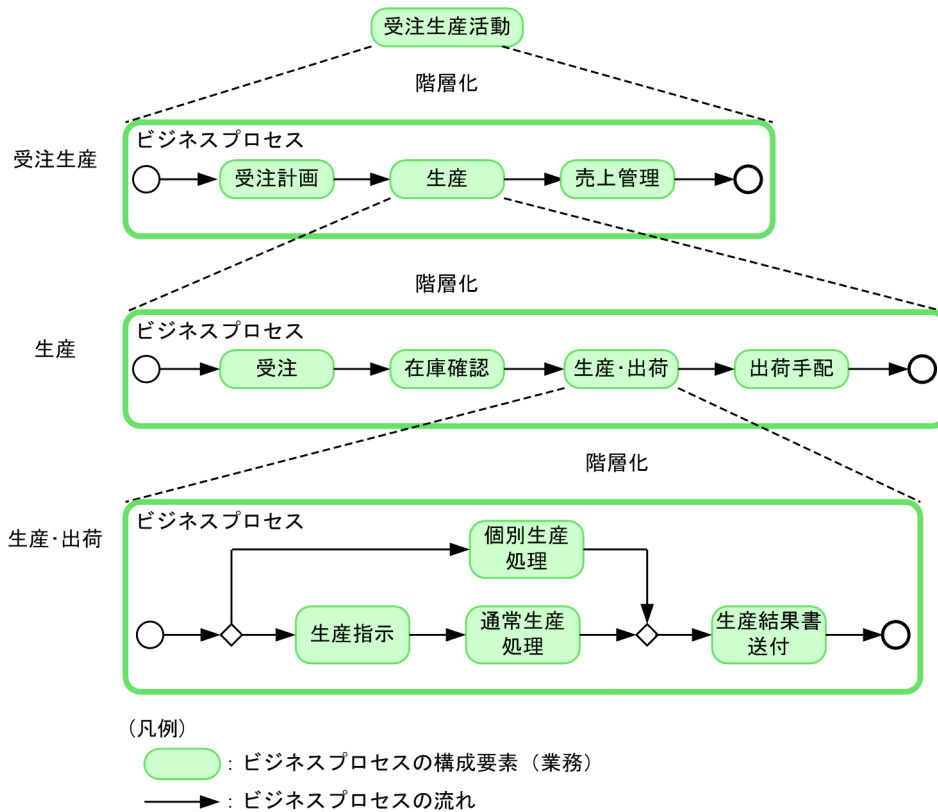 受注生産活動
階層化
受注生産
ビジネスプロセス
受注計画
生産
売上管理
階層化
生産
ビジネスプロセス
受注
在庫確認
生産・出荷
出荷手配
階層化
生産・出荷
ビジネスプロセス
個別生産
処理
生産指示
通常生産
処理
生産結果書
送付
(凡例)
：ビジネスプロセスの構成要素（業務）
：ビジネスプロセスの流れ